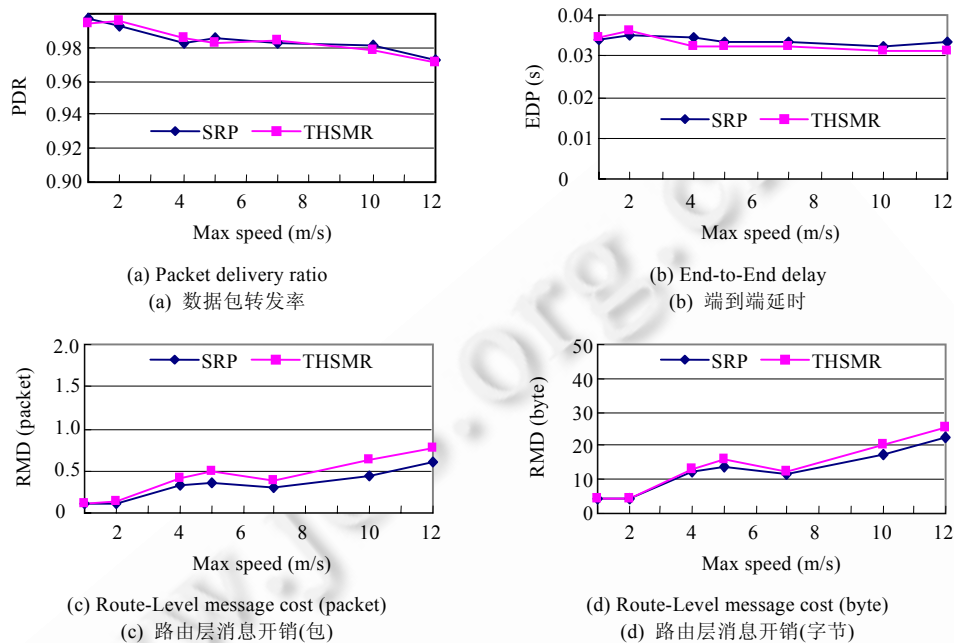 0.98
0.96
0.94
0.92
0.90
PDR
SRP
THSMR
2 4 6 8 10 12
Max speed (m/s)
(a) Packet delivery ratio
(a) 数据包转发率
0.04
0.03
0.02
0.01
0
EDP (s)
SRP
THSMR
2 4 6 8 10 12
Max speed (m/s)
(b) End-to-End delay
(b) 端到端延时
2.0
1.5
1.0
0.5
0
RMD (packet)
SRP
THSMR
2 4 6 8 10 12
Max speed (m/s)
(c) Route-Level message cost (packet)
(c) 路由层消息开销(包)
50
40
30
20
10
0
RMD (byte)
SRP
THSMR
2 4 6 8 10 12
Max speed (m/s)
(d) Route-Level message cost (byte)
(d) 路由层消息开销(字节)